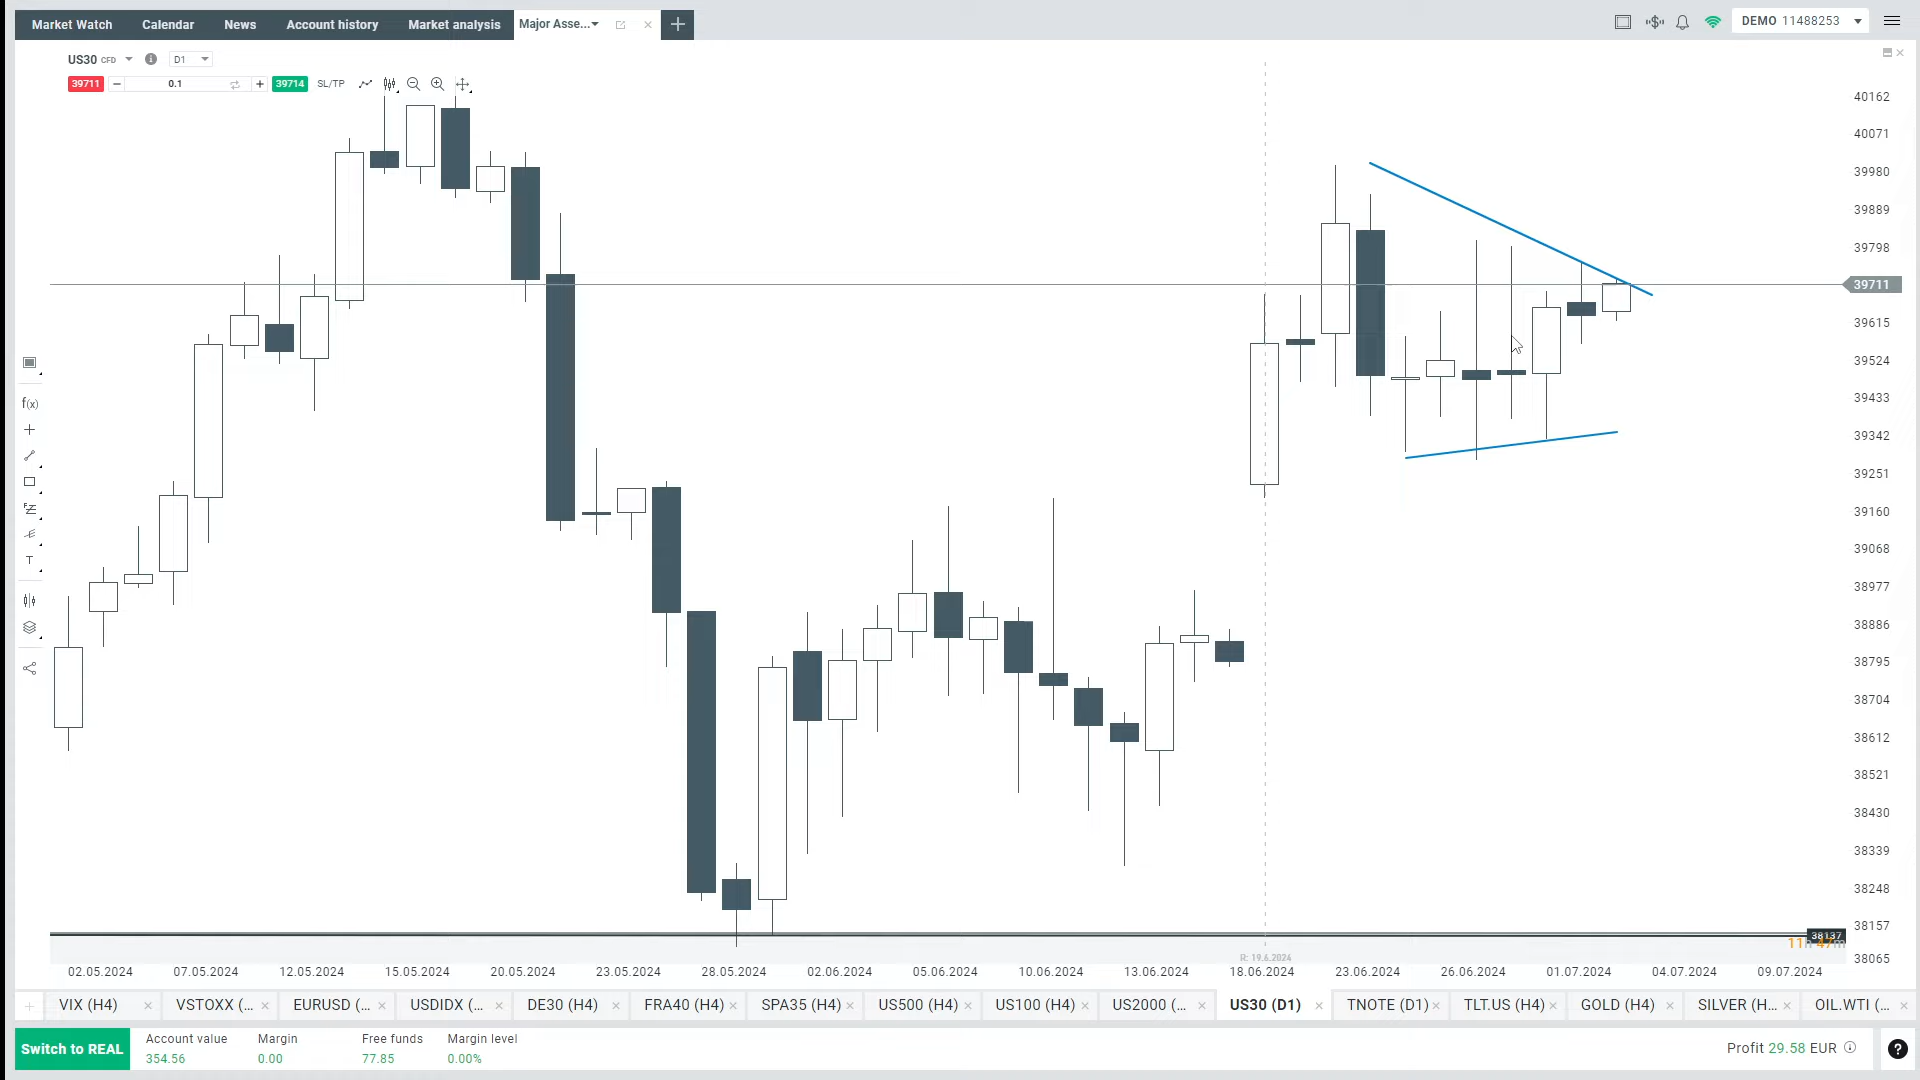 Market Watch Calendar News Account history Market analysis Major Asse...
DEMO 11488253
US30 CFD D1
39711 − 0.1 + 39714 SL/TP
40162
40071
39980
39889
39798
39711
39615
39524
39433
39342
39251
39160
39068
38977
38886
38795
38704
38612
38521
38430
38339
38248
38157
38137
38065
f(x)
T
R: 19.6.2024
02.05.2024 07.05.2024 12.05.2024 15.05.2024 20.05.2024 23.05.2024 28.05.2024 02.06.2024 05.06.2024 10.06.2024 13.06.2024 18.06.2024 23.06.2024 26.06.2024 01.07.2024 04.07.2024 09.07.2024
VIX (H4) VSTOXX (... EURUSD (... USDIDX (... DE30 (H4) FRA40 (H4) SPA35 (H4) US500 (H4) US100 (H4) US2000 (... US30 (D1) TNOTE (D1) TLT.US (H4) GOLD (H4) SILVER (H... OIL.WTI (...
Switch to REAL
Account value Margin Free funds Margin level
354.56 0.00 77.85 0.00%
Profit 29.58 EUR
?